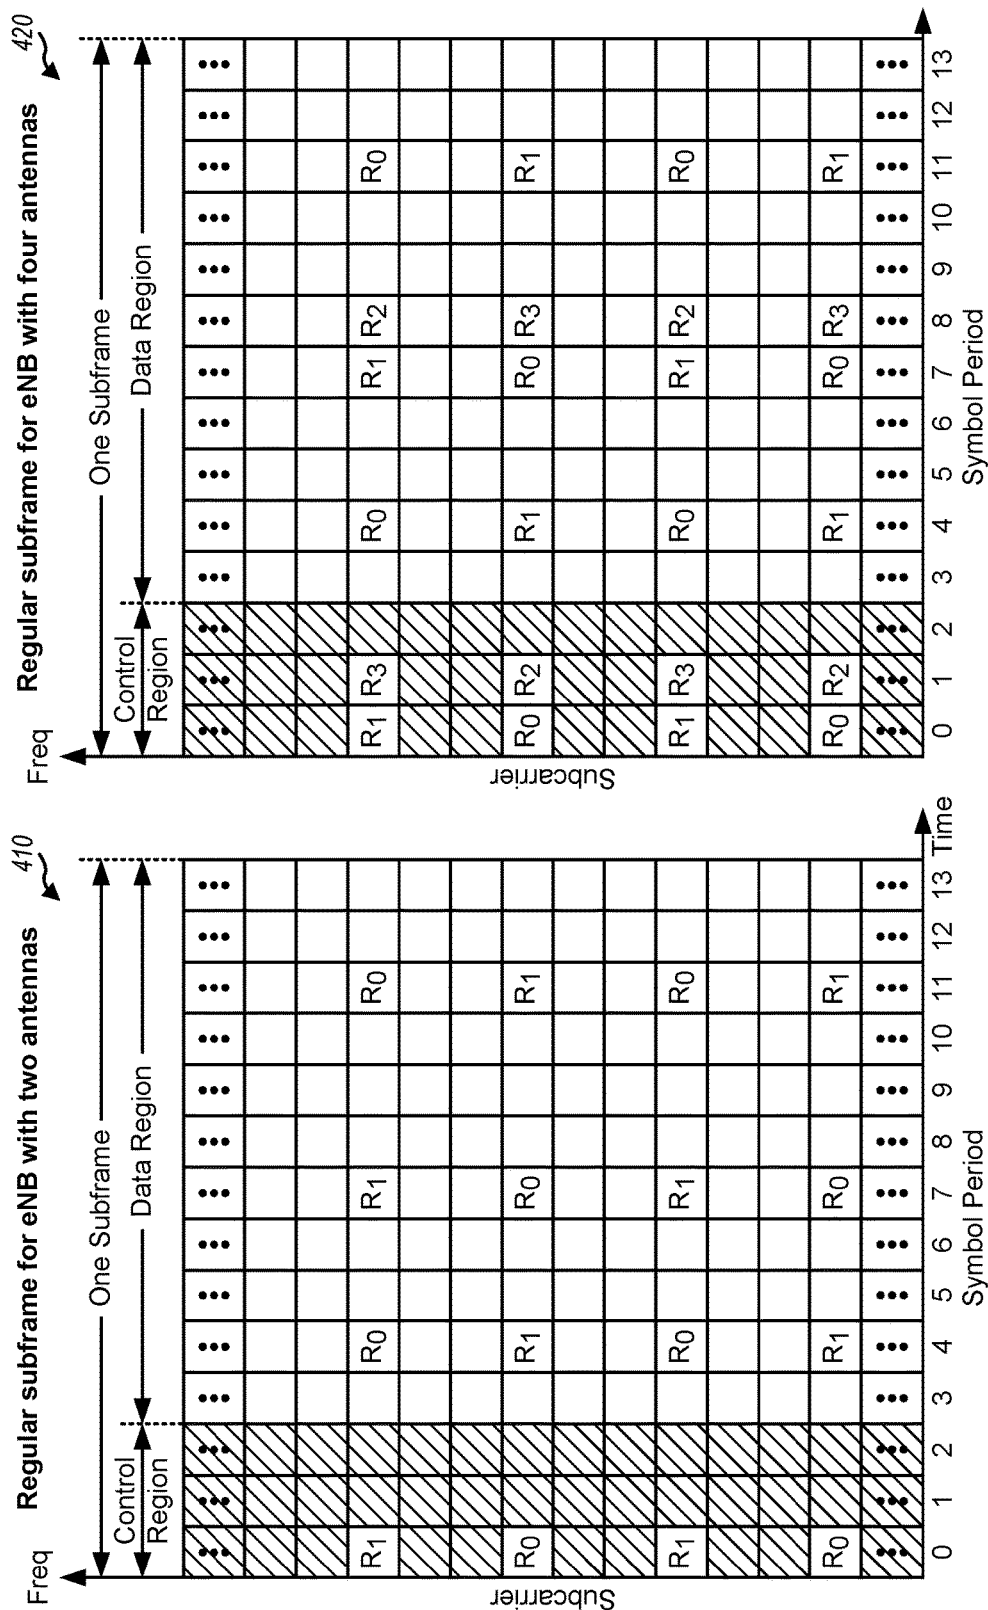 Regular subframe for eNB with two antennas
410
Freq
One Subframe
Control
Region
Data Region
••• ••• ••• ••• ••• ••• ••• ••• ••• ••• ••• ••• ••• •••
R1 R0 R1 R0
R0 R1 R0 R1
R1 R0 R1 R0
R0 R1 R0 R1
••• ••• ••• ••• ••• ••• ••• ••• ••• ••• ••• ••• ••• •••
Subcarrier
0 1 2 3 4 5 6 7 8 9 10 11 12 13
Time
Symbol Period
Regular subframe for eNB with four antennas
420
Freq
One Subframe
Control
Region
Data Region
••• ••• ••• ••• ••• ••• ••• ••• ••• ••• ••• ••• ••• •••
R1 R3 R0 R1 R2 R0
R0 R2 R1 R0 R3 R1
R1 R3 R0 R1 R2 R0
R0 R2 R1 R0 R3 R1
••• ••• ••• ••• ••• ••• ••• ••• ••• ••• ••• ••• ••• •••
Subcarrier
0 1 2 3 4 5 6 7 8 9 10 11 12 13
Symbol Period